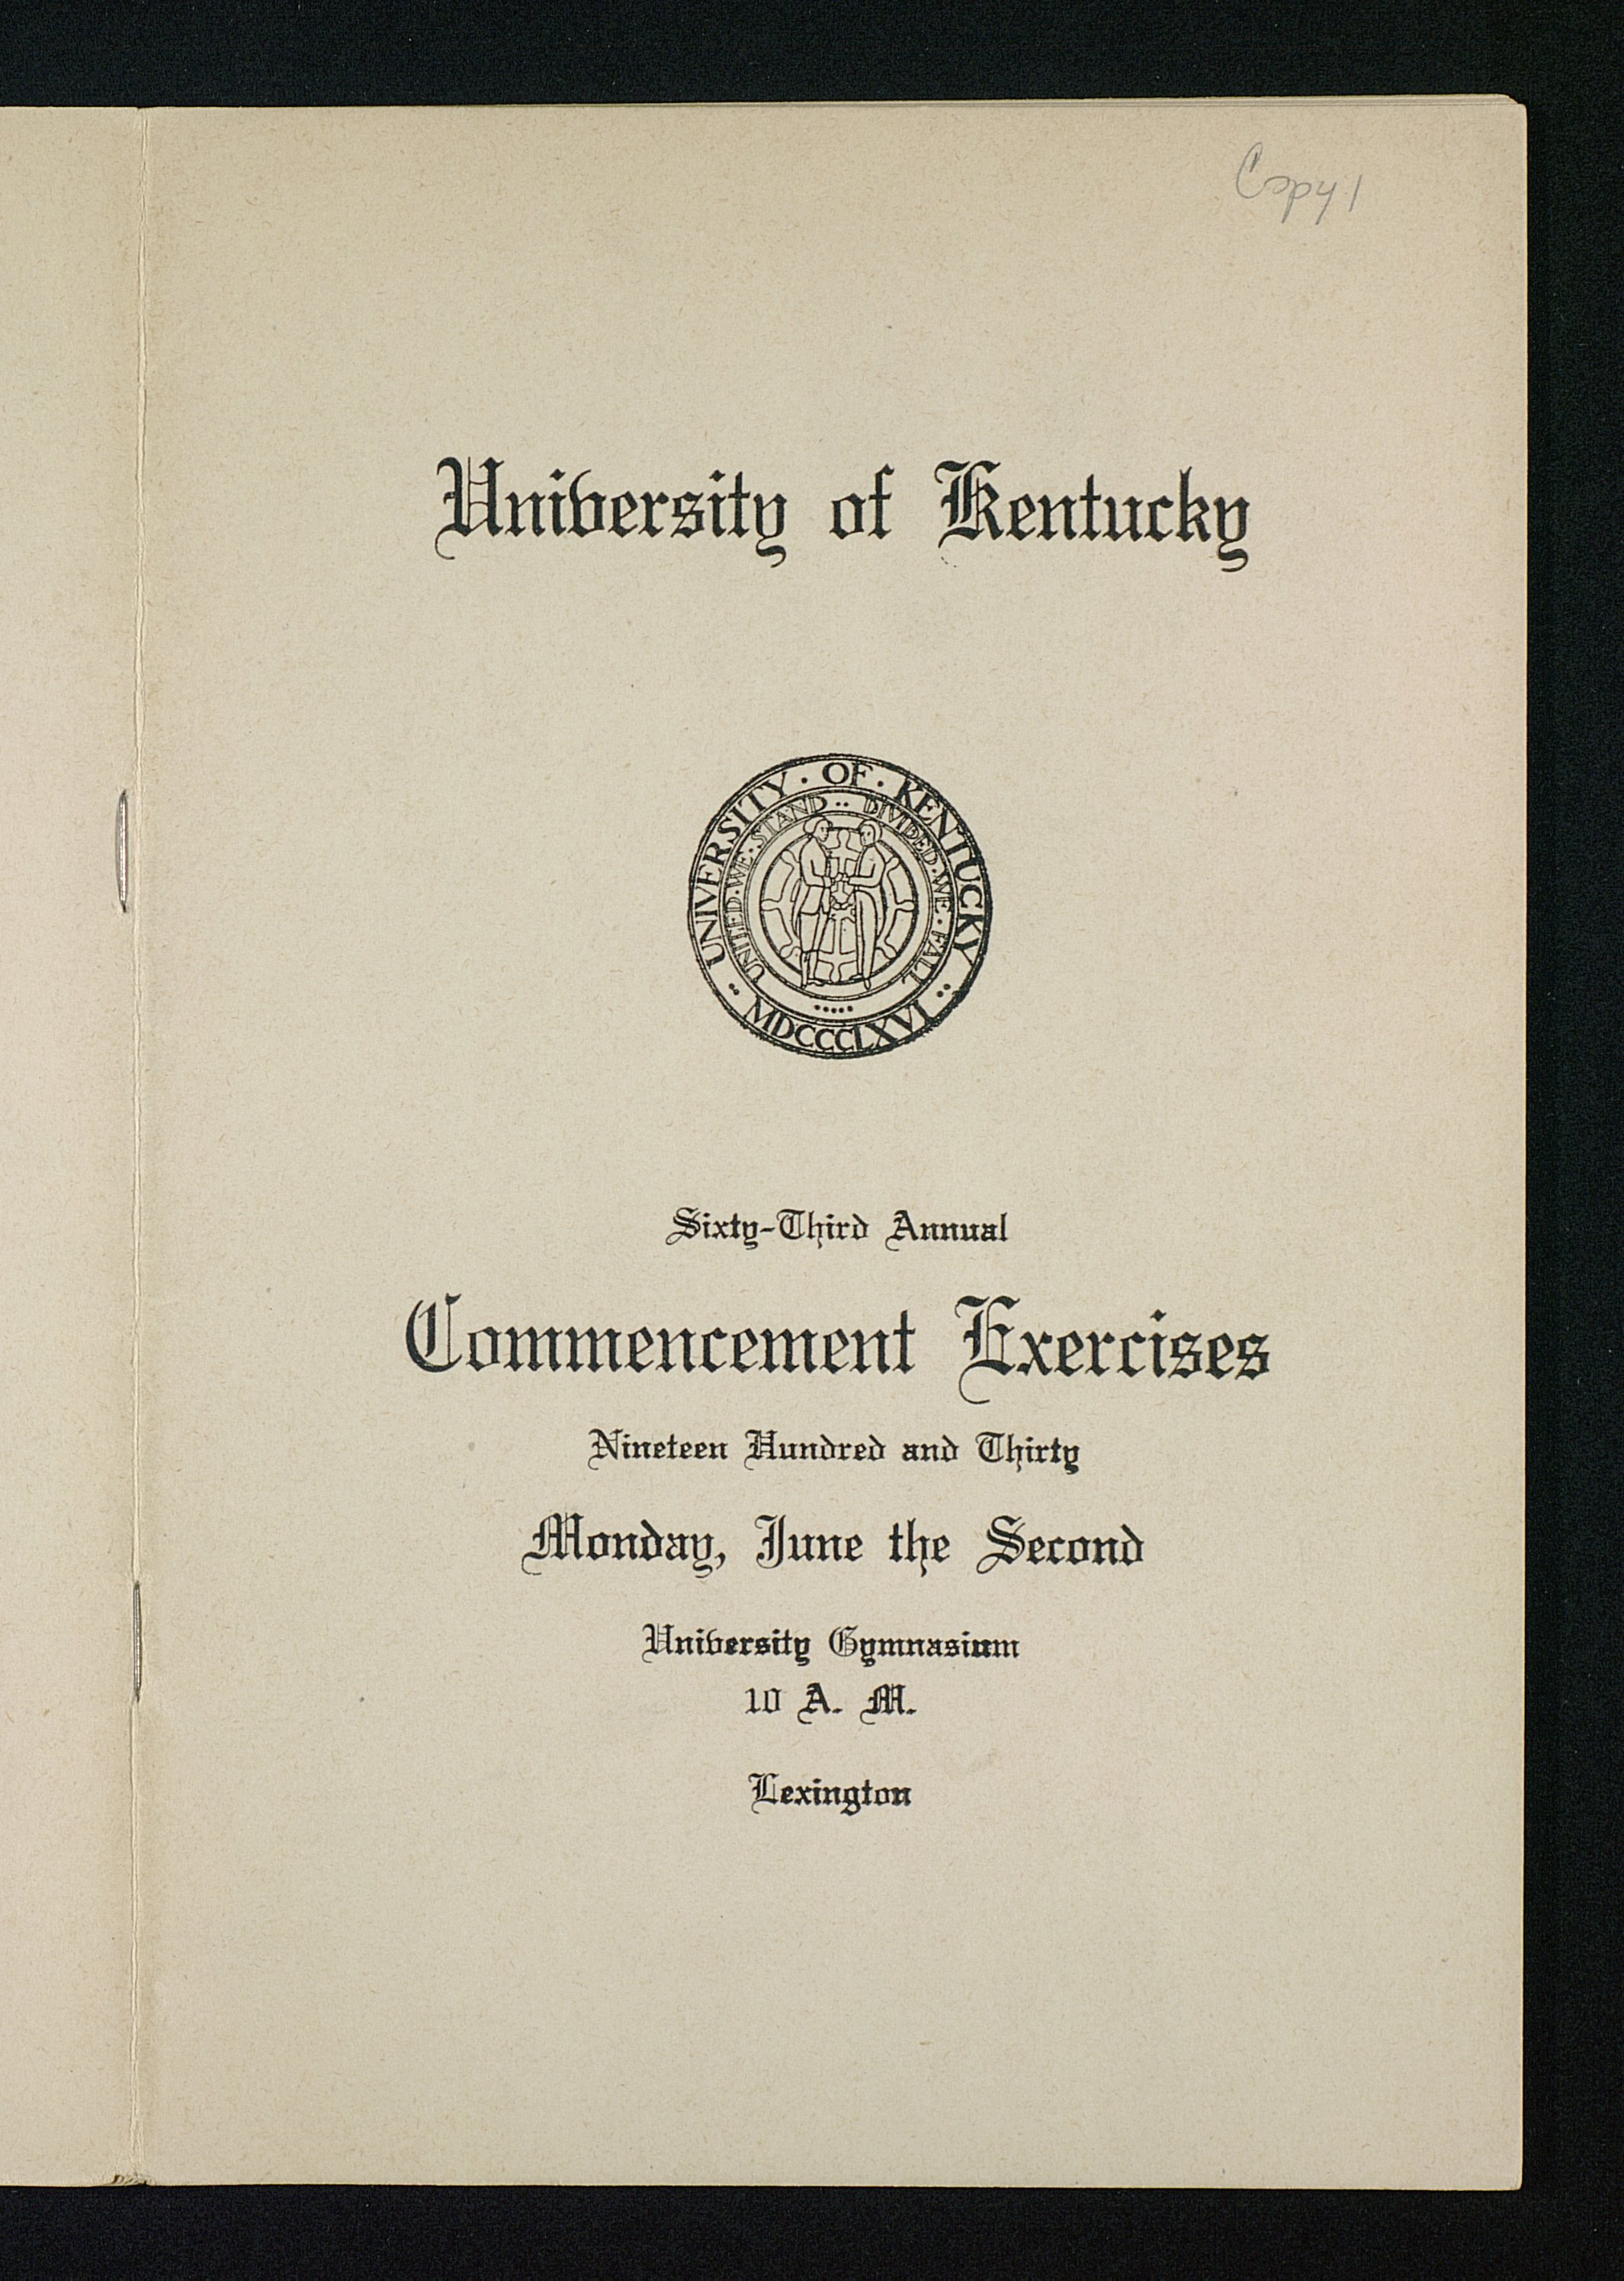 Copy 1
University of Kentucky
UNIVERSITY · OF · KENTUCKY ··
UNITED · WE · STAND ·· DIVIDED · WE · FALL
·· MDCCCLXVI ··
Sixty-Third Annual
Commencement Exercises
Nineteen Hundred and Thirty
Monday, June the Second
University Gymnasium
10 A. M.
Lexington